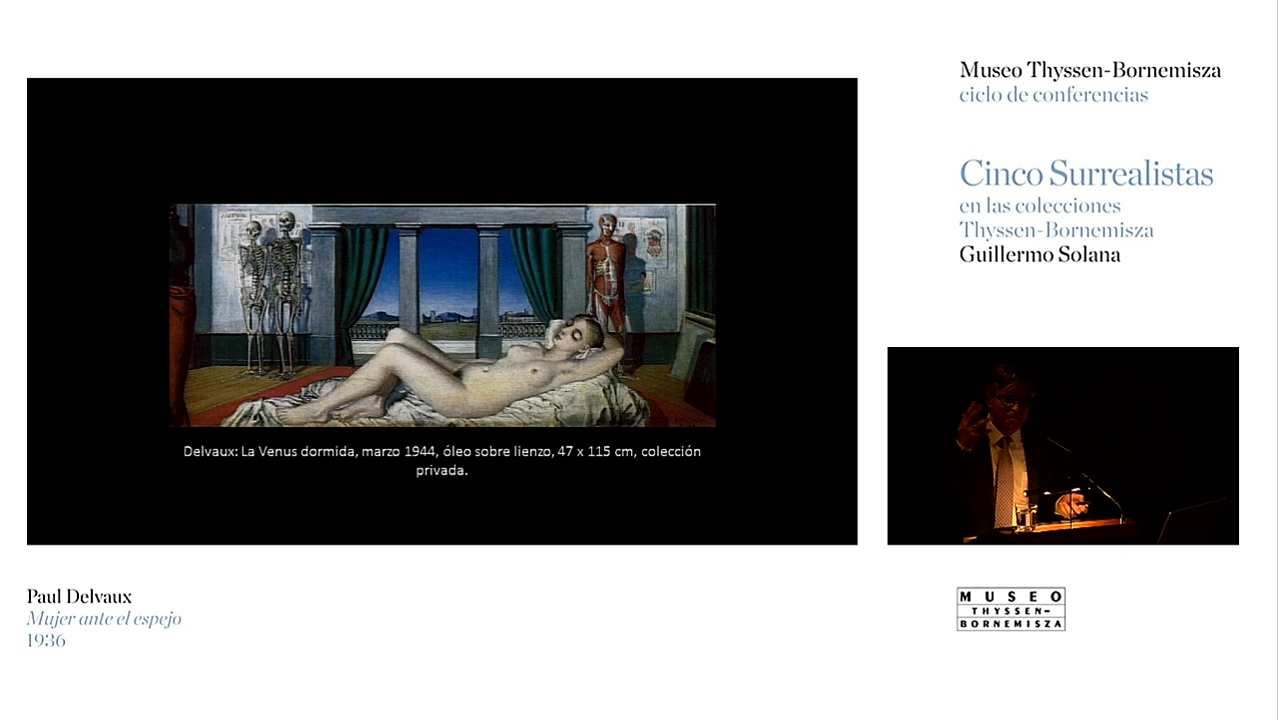 Museo Thyssen-Bornemisza
ciclo de conferencias
Cinco Surrealistas
en las colecciones
Thyssen-Bornemisza
Guillermo Solana
Delvaux: La Venus dormida, marzo 1944, óleo sobre lienzo, 47 x 115 cm, colección
privada.
Paul Delvaux
Mujer ante el espejo
1936
MUSEO
THYSSEN-
BORNEMISZA